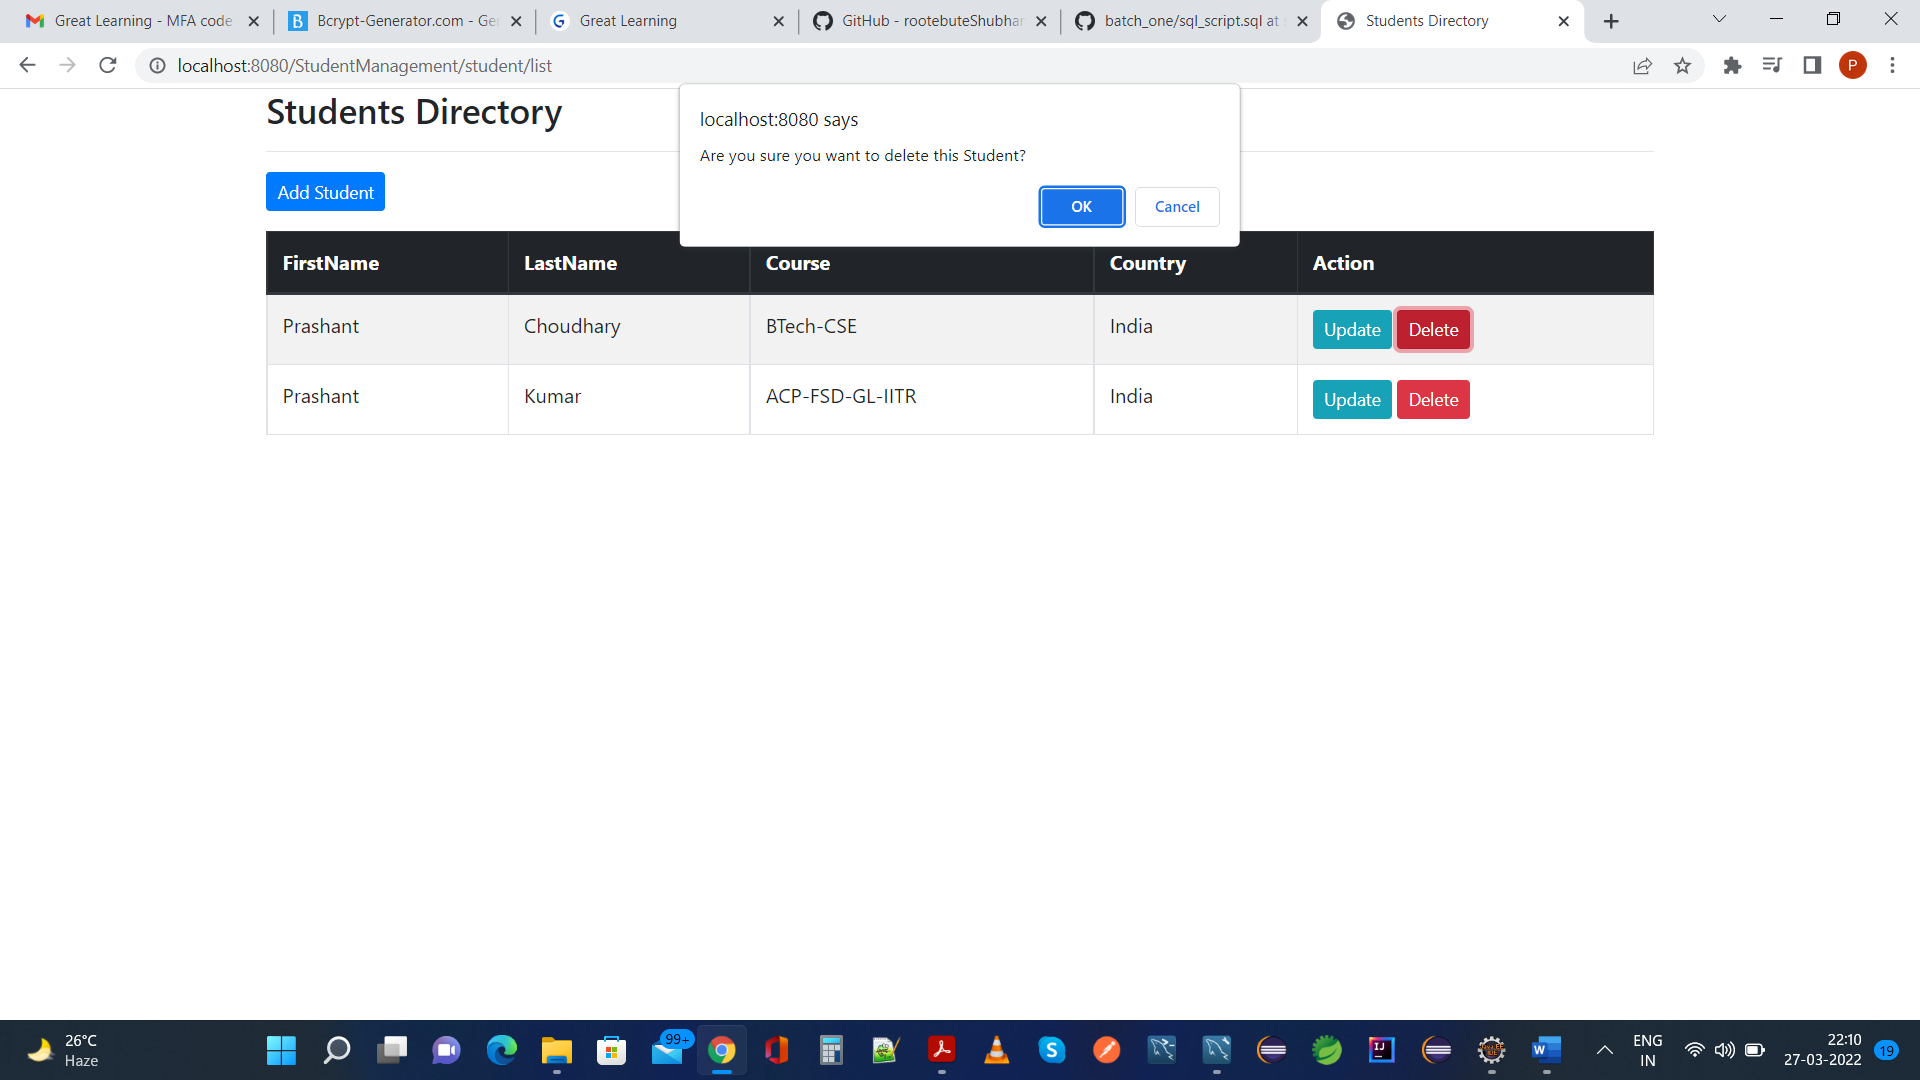 Great Learning - MFA code
Bcrypt-Generator.com - Ge
Great Learning
GitHub - rootebuteShubha
batch_one/sql_script.sql at
Students Directory
localhost:8080/StudentManagement/student/list
P
Students Directory
localhost:8080 says
Are you sure you want to delete this Student?
OK Cancel
Add Student
FirstName LastName Course Country Action
Prashant Choudhary BTech-CSE India Update Delete
Prashant Kumar ACP-FSD-GL-IITR India Update Delete
26°C
Haze
99+
ENG
IN
22:10
27-03-2022
19